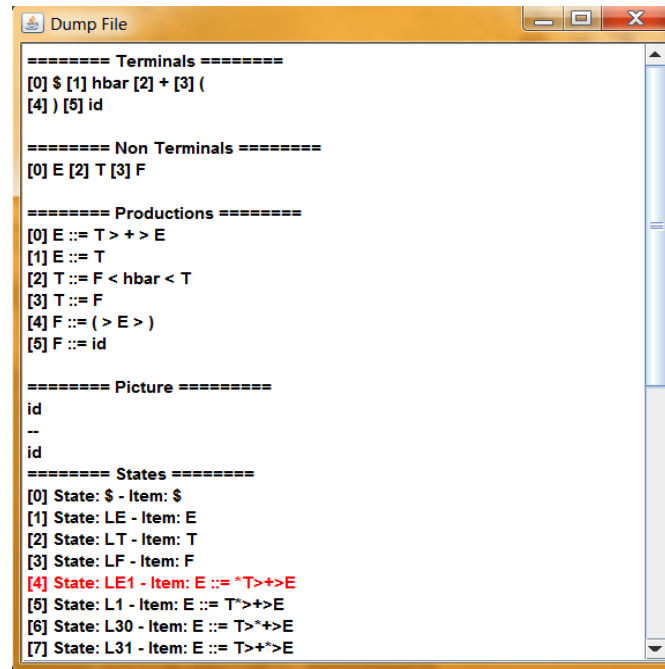 Dump File
======== Terminals ========
[0] $ [1] hbar [2] + [3] (
[4] ) [5] id
======== Non Terminals ========
[0] E [2] T [3] F
======== Productions ========
[0] E ::= T > + > E
[1] E ::= T
[2] T ::= F < hbar < T
[3] T ::= F
[4] F ::= ( > E > )
[5] F ::= id
======== Picture =========
id
--
id
======== States ========
[0] State: $ - Item: $
[1] State: LE - Item: E
[2] State: LT - Item: T
[3] State: LF - Item: F
[4] State: LE1 - Item: E ::= *T>+>E
[5] State: L1 - Item: E ::= T*>+>E
[6] State: L30 - Item: E ::= T>*+>E
[7] State: L31 - Item: E ::= T>+*>E